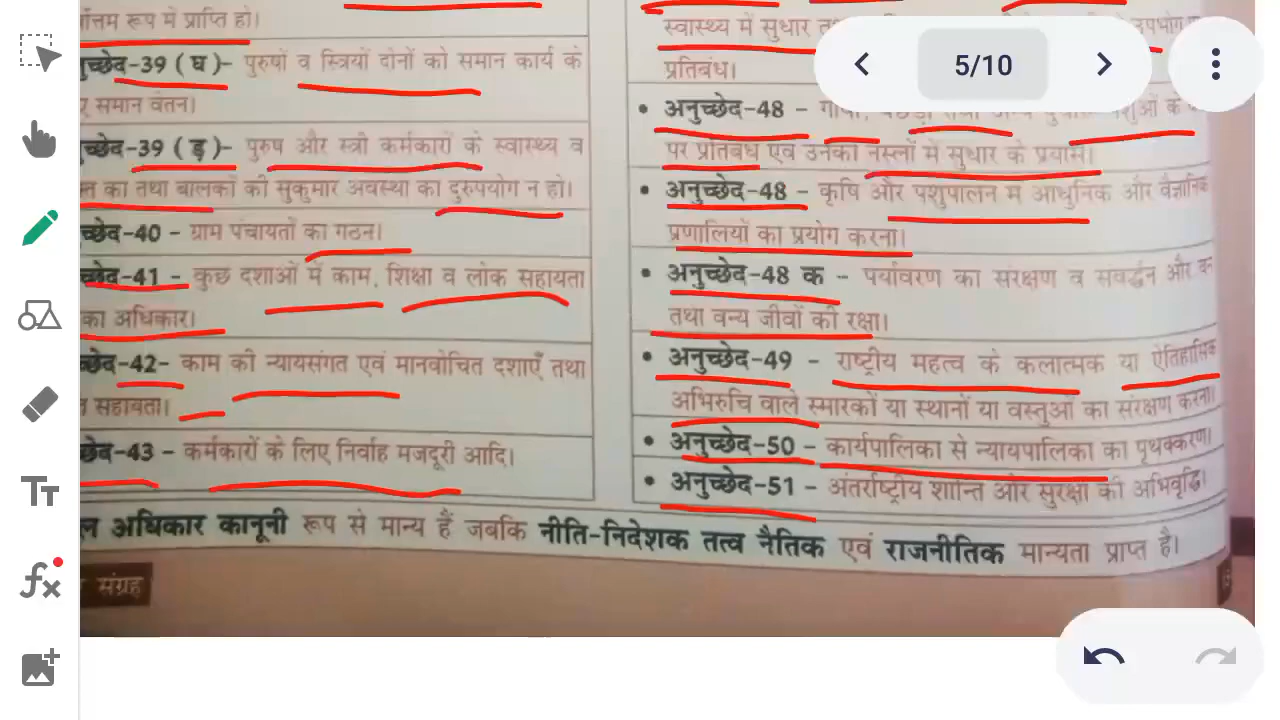 र्वोत्तम रूप में प्राप्ति हो।
नुच्छेद-39 ( घ )- पुरुषों व स्त्रियों दोनों को समान कार्य के
समान वेतन।
नुच्छेद-39 ( ड़ )- पुरुष और स्त्री कर्मकारों के स्वास्थ्य व
का तथा बालकों की सुकुमार अवस्था का दुरुपयोग न हो।
च्छेद-40 - ग्राम पंचायतों का गठन।
च्छेद-41 - कुछ दशाओं में काम, शिक्षा व लोक सहायता
का अधिकार।
च्छेद-42- काम की न्यायसंगत एवं मानवोचित दशाएँ तथा
सहायता।
च्छेद-43 - कर्मकारों के लिए निर्वाह मजदूरी आदि।
स्वास्थ्य में सुधार
प्रतिबंध।
• अनुच्छेद-48 -
पर प्रतिबंध एवं उनकी नस्लों में सुधार के प्रयास।
• अनुच्छेद-48 - कृषि और पशुपालन में आधुनिक और वैज्ञानिक
प्रणालियों का प्रयोग करना।
• अनुच्छेद-48 क - पर्यावरण का संरक्षण व संवर्द्धन और वन
तथा वन्य जीवों की रक्षा।
• अनुच्छेद-49 - राष्ट्रीय महत्व के कलात्मक या ऐतिहासिक
अभिरुचि वाले स्मारकों या स्थानों या वस्तुओं का संरक्षण करना।
• अनुच्छेद-50 - कार्यपालिका से न्यायपालिका का पृथक्करण।
• अनुच्छेद-51 - अंतर्राष्ट्रीय शान्ति और सुरक्षा की अभिवृद्धि।
ल अधिकार कानूनी रूप से मान्य हैं जबकि नीति-निदेशक तत्व नैतिक एवं राजनीतिक मान्यता प्राप्त है।
संग्रह
5/10
Tт
fx